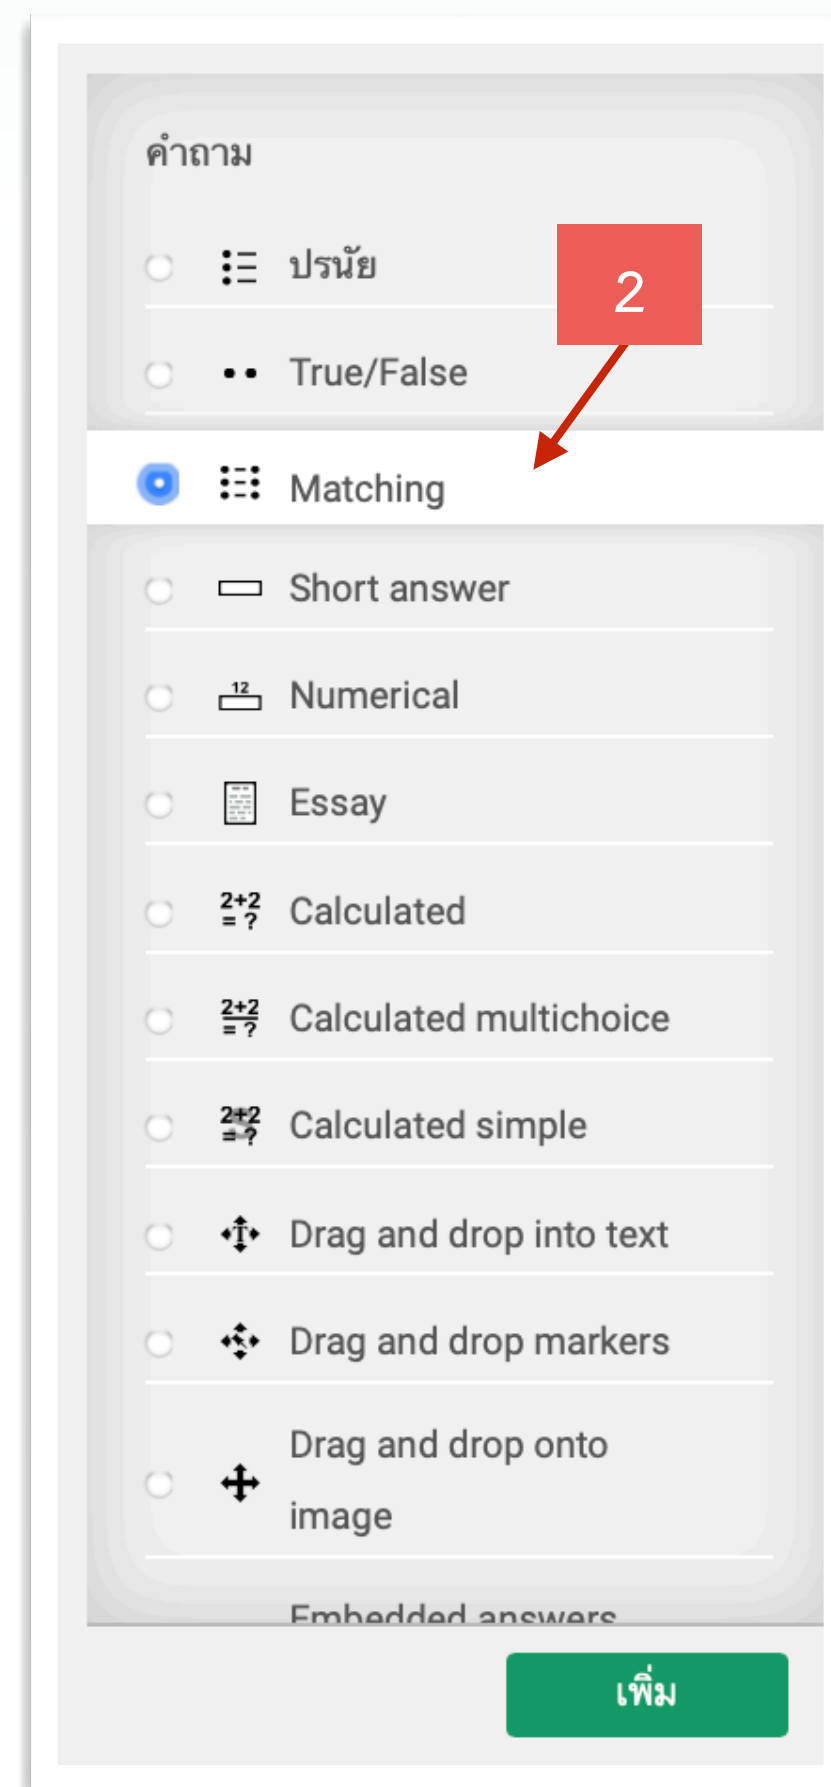 คำถาม
ปรนัย
2
True/False
Matching
Short answer
12
Numerical
Essay
2+2
= ?
Calculated
2+2
= ?
Calculated multichoice
2+2
= ?
Calculated simple
Drag and drop into text
Drag and drop markers
Drag and drop onto
image
Embedded answers
เพิ่ม